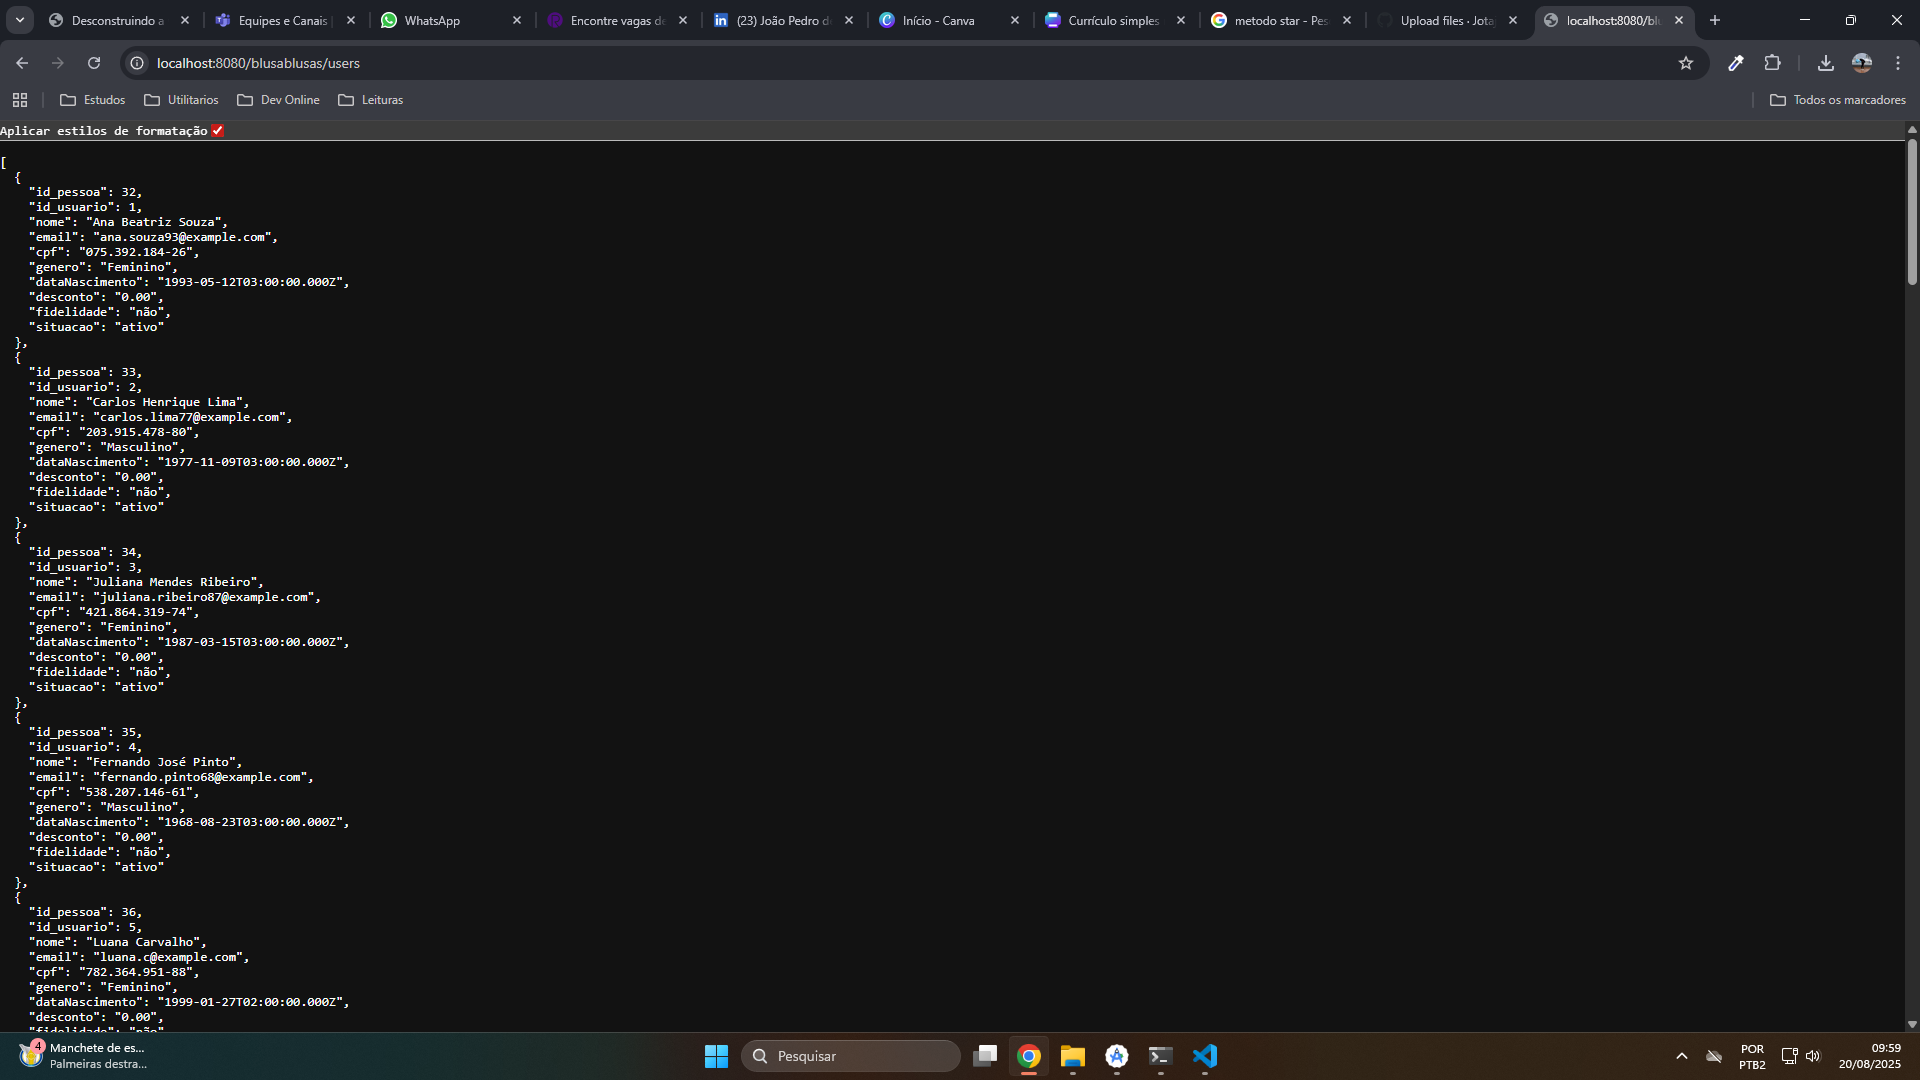 Desconstruindo a
Equipes e Canais
WhatsApp
Encontre vagas de
(23) João Pedro d
Início - Canva
Currículo simples
metodo star - Pes
Upload files · Jota
localhost:8080/bl
localhost:8080/blusablusas/users
Estudos
Utilitarios
Dev Online
Leituras
Todos os marcadores
Aplicar estilos de formatação
[
{
"id_pessoa": 32,
"id_usuario": 1,
"nome": "Ana Beatriz Souza",
"email": "ana.souza93@example.com",
"cpf": "075.392.184-26",
"genero": "Feminino",
"dataNascimento": "1993-05-12T03:00:00.000Z",
"desconto": "0.00",
"fidelidade": "não",
"situacao": "ativo"
},
{
"id_pessoa": 33,
"id_usuario": 2,
"nome": "Carlos Henrique Lima",
"email": "carlos.lima77@example.com",
"cpf": "203.915.478-80",
"genero": "Masculino",
"dataNascimento": "1977-11-09T03:00:00.000Z",
"desconto": "0.00",
"fidelidade": "não",
"situacao": "ativo"
},
{
"id_pessoa": 34,
"id_usuario": 3,
"nome": "Juliana Mendes Ribeiro",
"email": "juliana.ribeiro87@example.com",
"cpf": "421.864.319-74",
"genero": "Feminino",
"dataNascimento": "1987-03-15T03:00:00.000Z",
"desconto": "0.00",
"fidelidade": "não",
"situacao": "ativo"
},
{
"id_pessoa": 35,
"id_usuario": 4,
"nome": "Fernando José Pinto",
"email": "fernando.pinto68@example.com",
"cpf": "538.207.146-61",
"genero": "Masculino",
"dataNascimento": "1968-08-23T03:00:00.000Z",
"desconto": "0.00",
"fidelidade": "não",
"situacao": "ativo"
},
{
"id_pessoa": 36,
"id_usuario": 5,
"nome": "Luana Carvalho",
"email": "luana.c@example.com",
"cpf": "782.364.951-88",
"genero": "Feminino",
"dataNascimento": "1999-01-27T02:00:00.000Z",
"desconto": "0.00",
"fidelidade": "não"
4
Manchete de es...
Palmeiras destra...
Pesquisar
POR
PTB2
09:59
20/08/2025